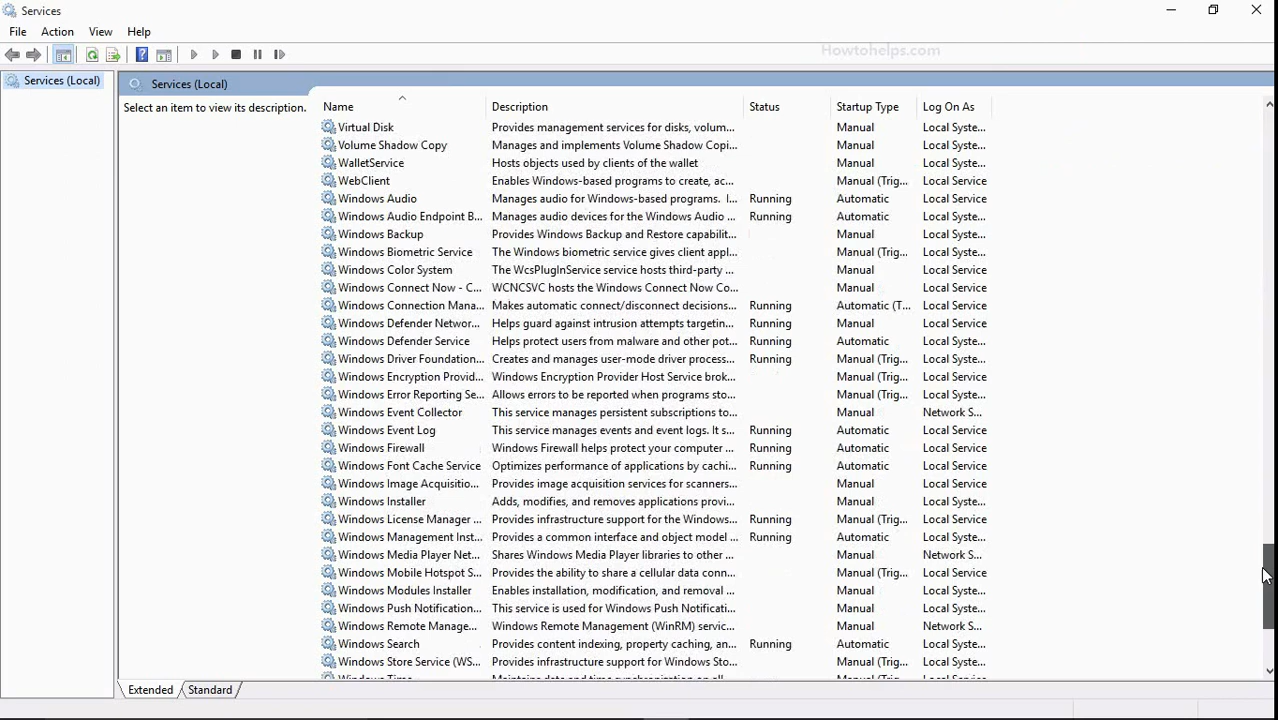 Services
File Action View Help
Howtohelps.com
Services (Local)
Services (Local)
Select an item to view its description.
Name Description Status Startup Type Log On As
Virtual Disk Provides management services for disks, volum... Manual Local Syste...
Volume Shadow Copy Manages and implements Volume Shadow Copi... Manual Local Syste...
WalletService Hosts objects used by clients of the wallet Manual Local Syste...
WebClient Enables Windows-based programs to create, ac... Manual (Trig... Local Service
Windows Audio Manages audio for Windows-based programs. I... Running Manual Local Service
Windows Audio Endpoint B... Manages audio devices for the Windows Audio ... Running Automatic Local Syste...
Windows Backup Provides Windows Backup and Restore capabilit... Manual Local Syste...
Windows Biometric Service The Windows biometric service gives client appl... Manual (Trig... Local Syste...
Windows Color System The WcsPlugInService service hosts third-party ... Manual Local Service
Windows Connect Now - C... WCNCSVC hosts the Windows Connect Now Co... Manual Local Service
Windows Connection Mana... Makes automatic connect/disconnect decisions... Running Automatic (T... Local Service
Windows Defender Networ... Helps guard against intrusion attempts targetin... Running Manual Local Service
Windows Defender Service Helps protect users from malware and other pot... Running Automatic Local Syste...
Windows Driver Foundation... Creates and manages user-mode driver process... Running Manual (Trig... Local Syste...
Windows Encryption Provid... Windows Encryption Provider Host Service brok... Manual (Trig... Local Service
Windows Error Reporting Se... Allows errors to be reported when programs sto... Manual (Trig... Local Syste...
Windows Event Collector This service manages persistent subscriptions to... Manual Network S...
Windows Event Log This service manages events and event logs. It s... Running Automatic Local Service
Windows Firewall Windows Firewall helps protect your computer ... Running Automatic Local Service
Windows Font Cache Service Optimizes performance of applications by cachi... Running Automatic Local Service
Windows Image Acquisitio... Provides image acquisition services for scanners... Manual Local Service
Windows Installer Adds, modifies, and removes applications provi... Manual Local Syste...
Windows License Manager ... Provides infrastructure support for the Windows... Running Manual (Trig... Local Service
Windows Management Inst... Provides a common interface and object model ... Running Automatic Local Syste...
Windows Media Player Net... Shares Windows Media Player libraries to other ... Manual Network S...
Windows Mobile Hotspot S... Provides the ability to share a cellular data conn... Manual (Trig... Local Service
Windows Modules Installer Enables installation, modification, and removal ... Manual Local Syste...
Windows Push Notification... This service is used for Windows Push Notificati... Manual Local Syste...
Windows Remote Manage... Windows Remote Management (WinRM) servic... Manual Network S...
Windows Search Provides content indexing, property caching, an... Running Automatic Local Syste...
Windows Store Service (WS... Provides infrastructure support for Windows Sto... Manual (Trig... Local Syste...
Extended Standard